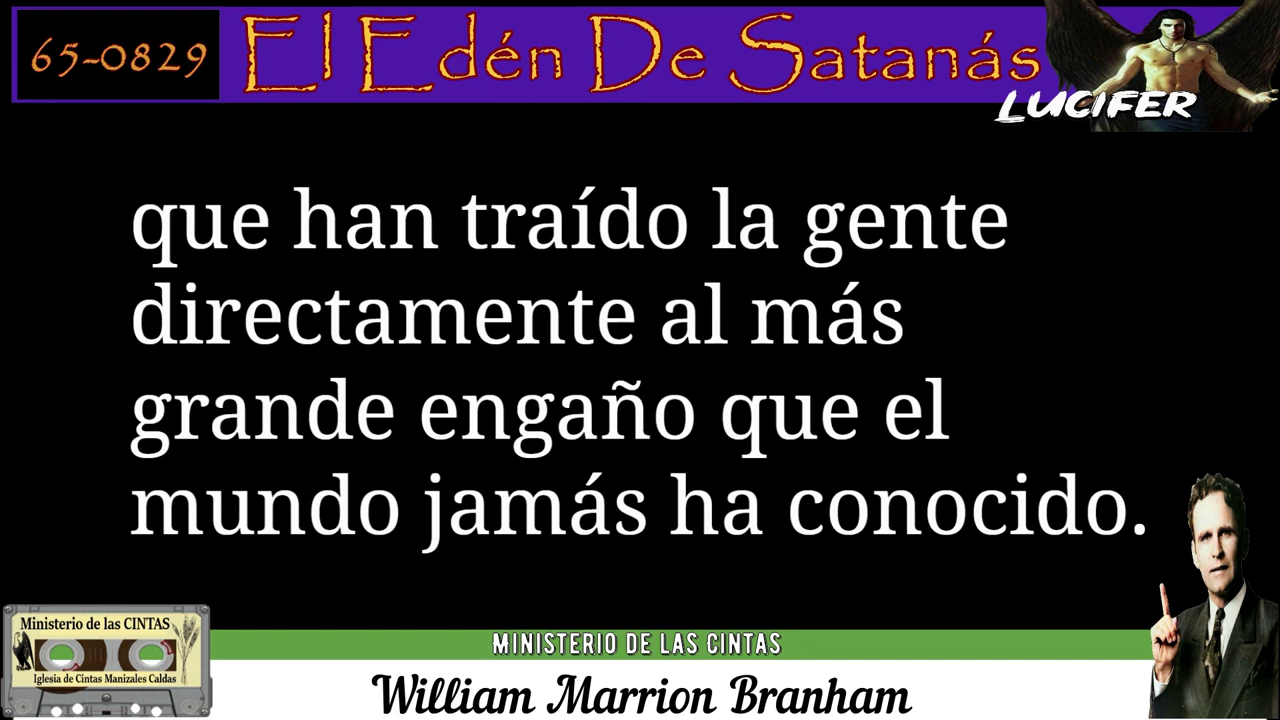 65-0829
El Edén De Satanás
LUCIFER
que han traído la gente
directamente al más
grande engaño que el
mundo jamás ha conocido.
Ministerio de las CINTAS
Iglesia de Cintas Manizales Caldas
MINISTERIO DE LAS CINTAS
William Marrion Branham